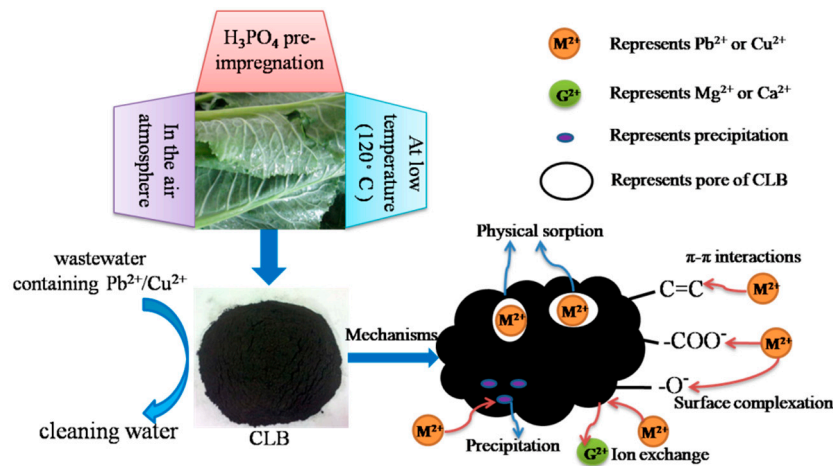 H₃PO₄ pre-
impregnation
In the air
atmosphere
At low
temperature
(120° C )
wastewater
containing Pb²⁺/Cu²⁺
cleaning water
CLB
Mechanisms
M²⁺ Represents Pb²⁺ or Cu²⁺
G²⁺ Represents Mg²⁺ or Ca²⁺
Represents precipitation
Represents pore of CLB
Physical sorption
M²⁺
M²⁺
π-π interactions
C=C
M²⁺
-COO⁻
M²⁺
-O⁻
Surface complexation
M²⁺
Precipitation
G²⁺
Ion exchange
M²⁺